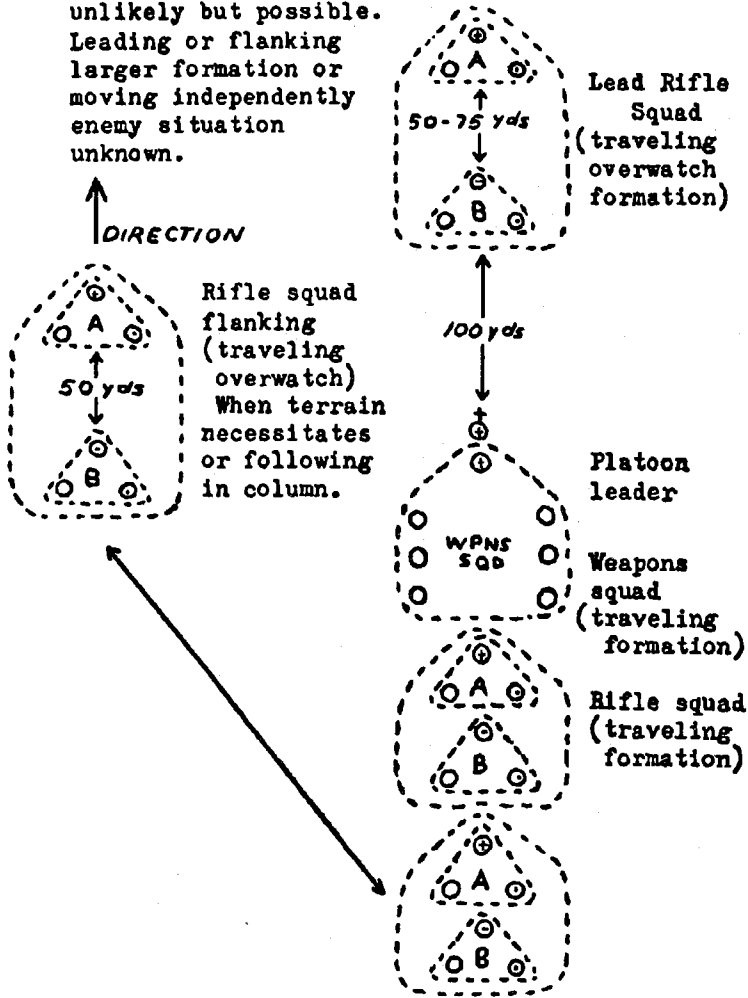 unlikely but possible.
Leading or flanking
larger formation or
moving independently
enemy situation
unknown.
DIRECTION
A
50 yds
B
Rifle squad
flanking
(traveling
overwatch)
When terrain
necessitates
or following
in column.
A
50-75 yds
B
Lead Rifle
Squad
(traveling
overwatch
formation)
100 yds
Platoon
leader
WPNS
SQD
Weapons
squad
(traveling
formation)
A
B
Rifle squad
(traveling
formation)
A
B